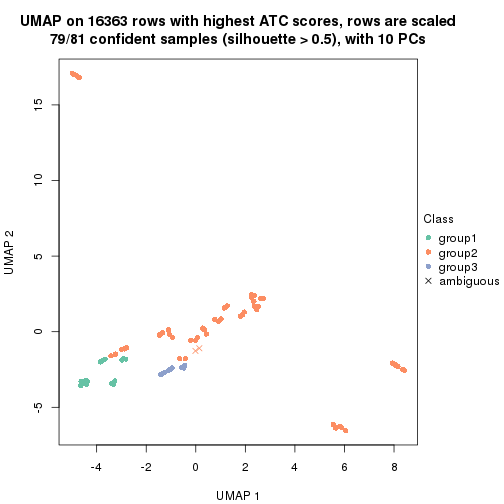 UMAP on 16363 rows with highest ATC scores, rows are scaled
79/81 confident samples (silhouette > 0.5), with 10 PCs
15
10
5
0
-5
UMAP 2
-4
-2
0
2
4
6
8
UMAP 1
Class
group1
group2
group3
ambiguous